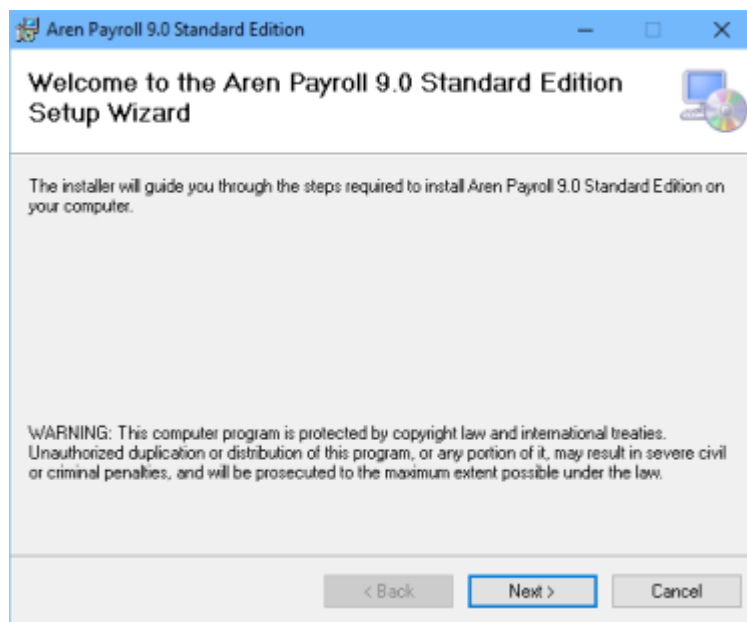 Aren Payroll 9.0 Standard Edition
Welcome to the Aren Payroll 9.0 Standard Edition
Setup Wizard
The installer will guide you through the steps required to install Aren Payroll 9.0 Standard Edition on
your computer.
WARNING: This computer program is protected by copyright law and international treaties.
Unauthorized duplication or distribution of this program, or any portion of it, may result in severe civil
or criminal penalties, and will be prosecuted to the maximum extent possible under the law.
< Back Next > Cancel